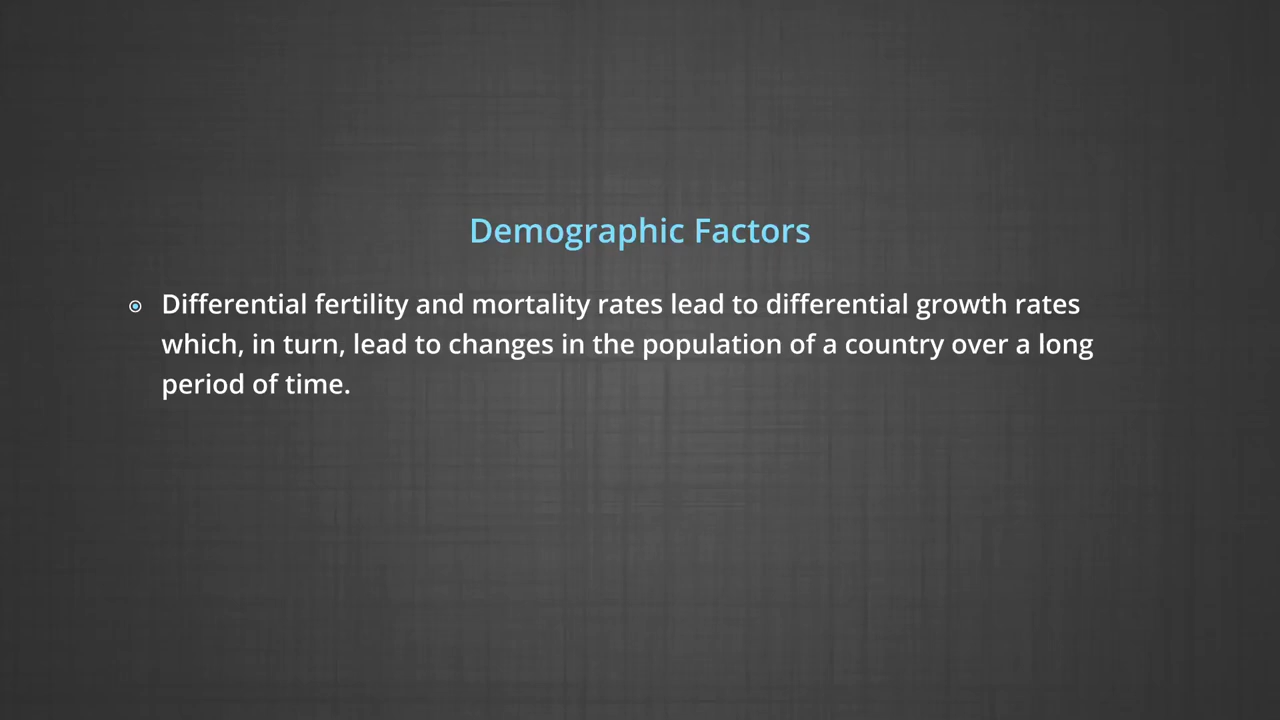 Demographic Factors
Differential fertility and mortality rates lead to differential growth rates
which, in turn, lead to changes in the population of a country over a long
period of time.